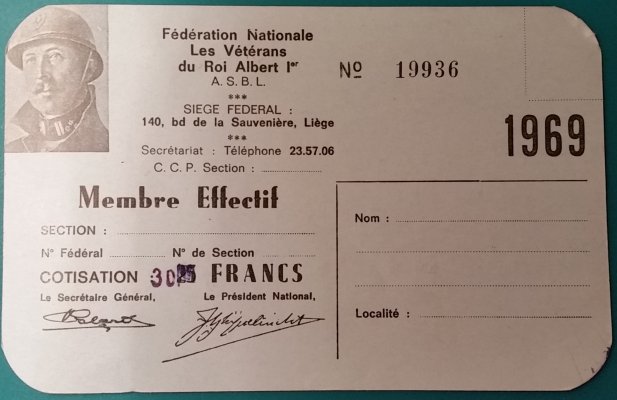 Fédération Nationale
Les Vétérans
du Roi Albert Ier
A. S. B. L.
***
SIEGE FEDERAL :
140, bd de la Sauvenière, Liège
***
Secrétariat : Téléphone 23.57.06
C. C. P. Section : ....................
No 19936
1969
Membre Effectif
SECTION : ....................
N° Fédéral .................... N° de Section ....................
COTISATION 30 FRANCS
Le Secrétaire Général, Le Président National,
Nom : ....................
Localité : ....................